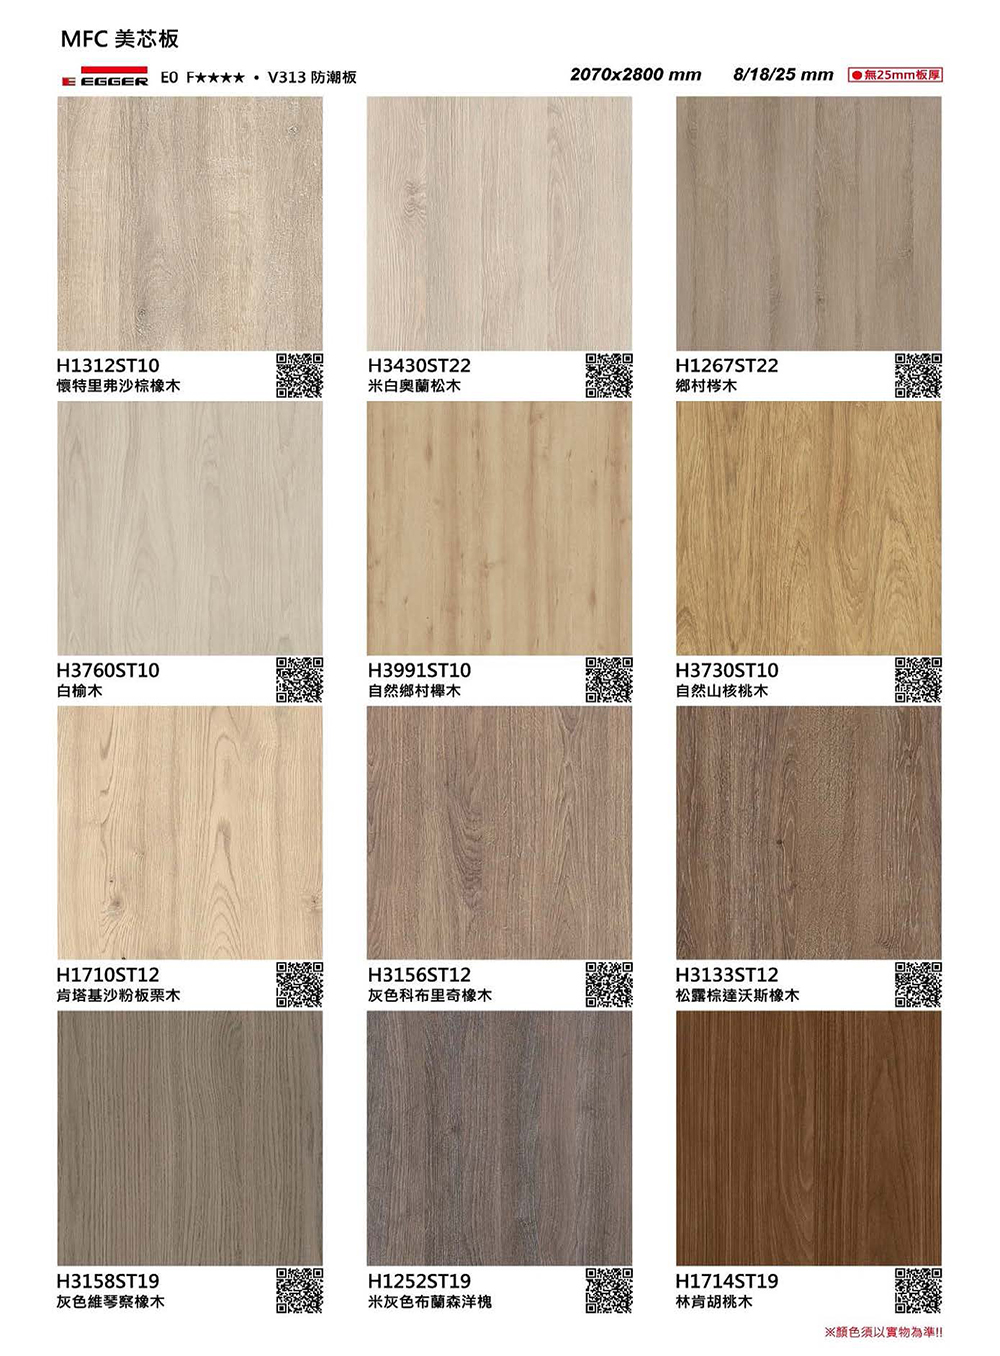 MFC 美芯板
E EGGER E0 F★★★★ • V313 防潮板 2070x2800 mm 8/18/25 mm ●無25mm板厚
H1312ST10 H3430ST22 H1267ST22
懷特里弗沙棕橡木 米白奧蘭松木 鄉村梣木
H3760ST10 H3991ST10 H3730ST10
白榆木 自然鄉村櫸木 自然山核桃木
H1710ST12 H3156ST12 H3133ST12
肯塔基沙粉板栗木 灰色科布里奇橡木 松露棕達沃斯橡木
H3158ST19 H1252ST19 H1714ST19
灰色維琴察橡木 米灰色布蘭森洋槐 林肯胡桃木
※顏色須以實物為準!!